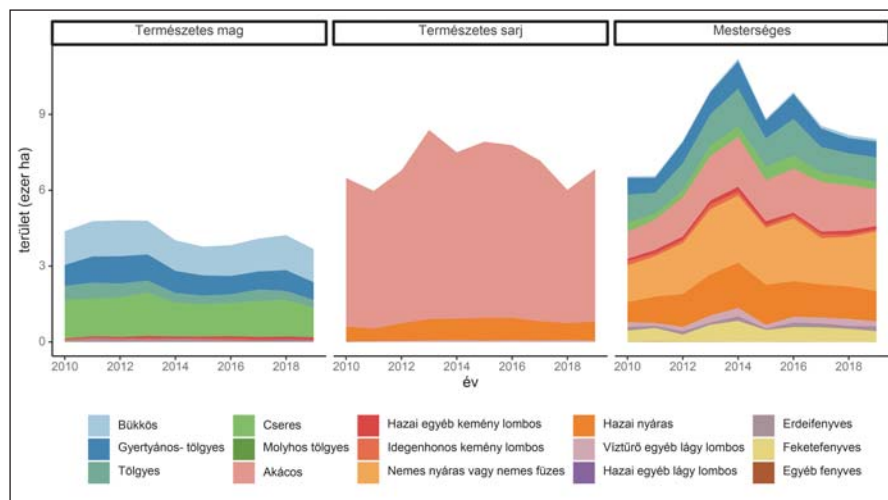 Természetes mag
Természetes sarj
Mesterséges
terület (ezer ha)
9
6
3
0
2010 2012 2014 2016 2018
2010 2012 2014 2016 2018
2010 2012 2014 2016 2018
év
Bükkös
Cseres
Hazai egyéb kemény lombos
Hazai nyáras
Erdeifenyves
Gyertyános- tölgyes
Molyhos tölgyes
Idegenhonos kemény lombos
Víztűrő egyéb lágy lombos
Feketefenyves
Tölgyes
Akácos
Nemes nyáras vagy nemes füzes
Hazai egyéb lágy lombos
Egyéb fenyves